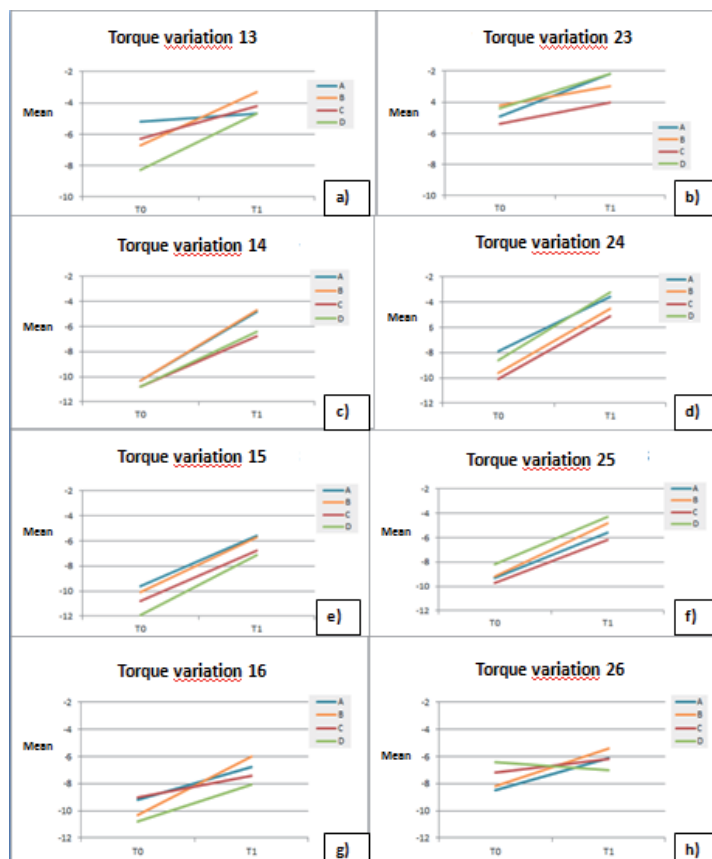 Torque variation 13
-2
-4
Mean
-6
-8
-10
T0 T1
A
B
C
D
a)
Torque variation 23
-2
4
Mean
-6
-8
-10
T0 T1
A
B
C
D
b)
Torque variation 14
-2
-4
Mean
-6
-8
-10
-12
T0 T1
A
B
C
D
c)
Torque variation 24
-2
-4
Mean
6
-8
-10
-12
T0 T1
A
B
C
D
d)
Torque variation 15
-2
-4
Mean
-6
-8
-10
-12
T0 T1
A
B
C
D
e)
Torque variation 25
-2
-4
Mean
-6
-8
-10
-12
T0 T1
A
B
C
D
f)
Torque variation 16
-2
-4
Mean
-6
-8
-10
-12
T0 T1
A
B
C
D
g)
Torque variation 26
-2
-4
Mean
-6
-8
-10
-12
T0 T1
A
B
C
D
h)